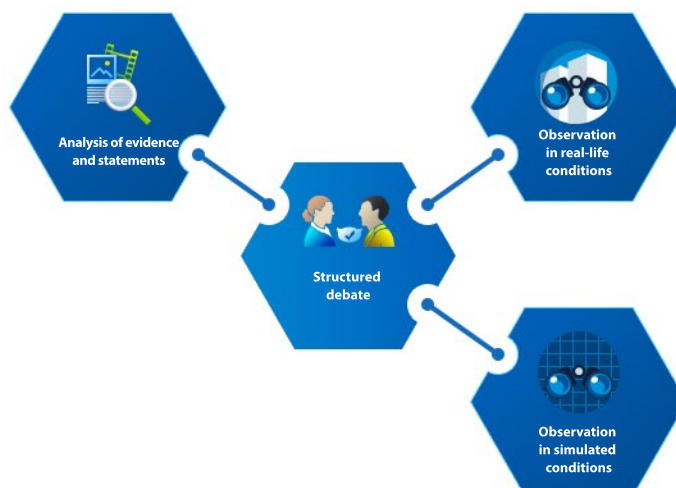 Analysis of evidence
and statements
Observation
in real-life
conditions
Structured
debate
Observation
in simulated
conditions